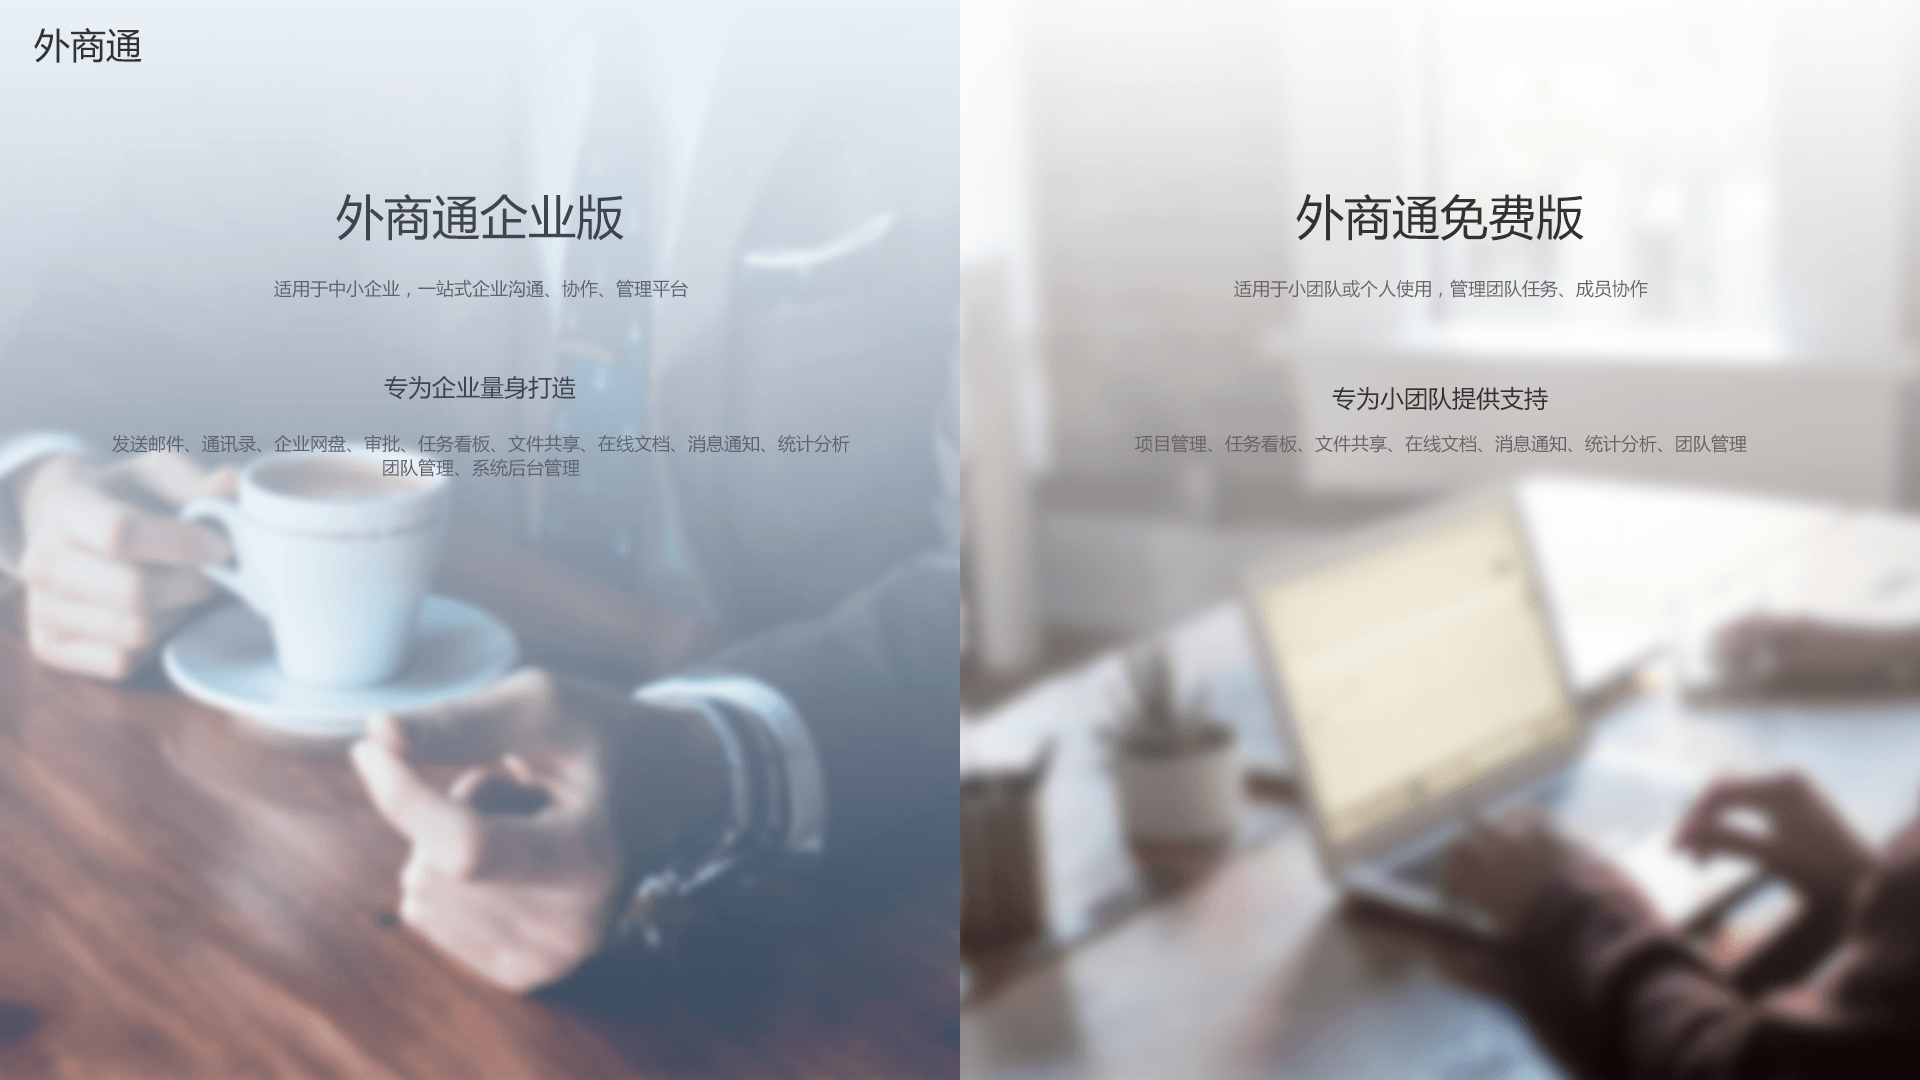 外商通
外商通企业版
适用于中小企业，一站式企业沟通、协作、管理平台
专为企业量身打造
发送邮件、通讯录、企业网盘、审批、任务看板、文件共享、在线文档、消息通知、统计分析
团队管理、系统后台管理
外商通免费版
适用于小团队或个人使用，管理团队任务、成员协作
专为小团队提供支持
项目管理、任务看板、文件共享、在线文档、消息通知、统计分析、团队管理